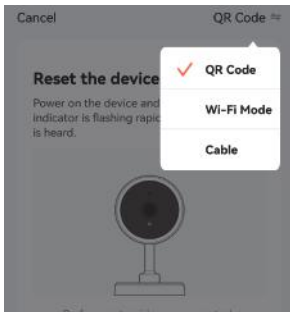 Cancel
QR Code
Reset the device
Power on the device and
indicator is flashing rapid
is heard.
QR Code
Wi-Fi Mode
Cable